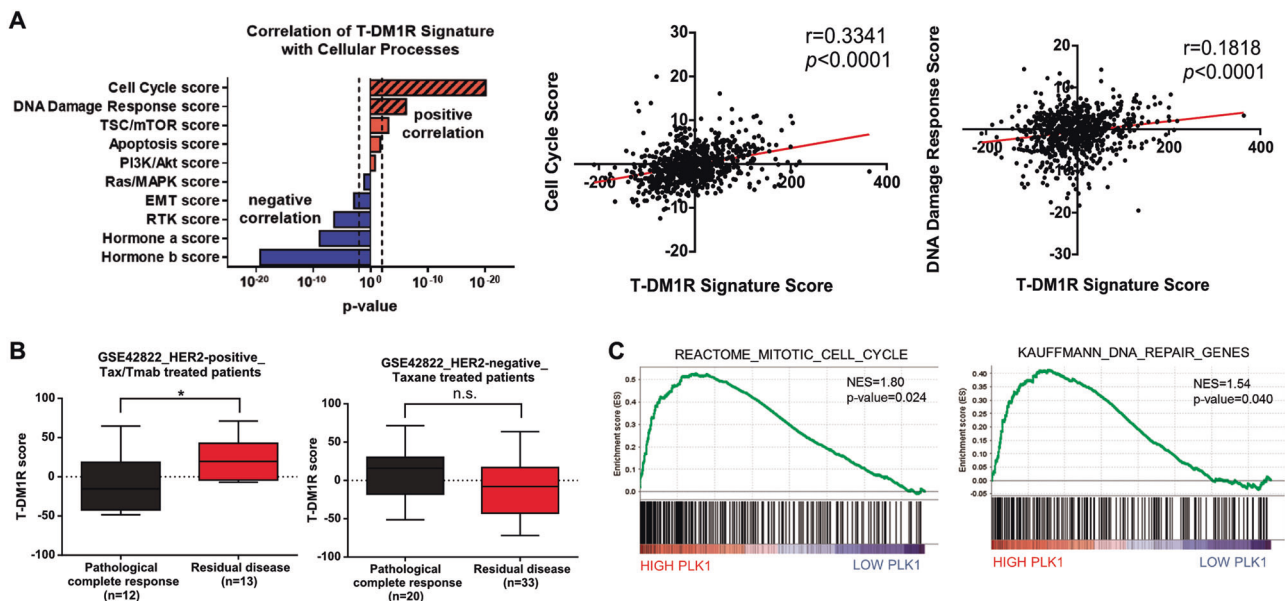 A
Correlation of T-DM1R Signature
with Cellular Processes
Cell Cycle score
DNA Damage Response score
TSC/mTOR score
Apoptosis score
PI3K/Akt score
Ras/MAPK score
EMT score
RTK score
Hormone a score
Hormone b score
positive
correlation
negative
correlation
10-20 10-10 100 10-10 10-20
p-value
r=0.3341
p<0.0001
Cell Cycle Score
30
20
10
-10
-20
-200 200 400
T-DM1R Signature Score
r=0.1818
p<0.0001
DNA Damage Response Score
20
10
-10
-20
-30
-200 200 400
T-DM1R Signature Score
B
GSE42822_HER2-positive_
Tax/Tmab treated patients
*
T-DM1R score
100
50
0
-50
-100
Pathological
complete response
(n=12)
Residual disease
(n=13)
GSE42822_HER2-negative_
Taxane treated patients
n.s.
T-DM1R score
100
50
0
-50
-100
Pathological
complete response
(n=20)
Residual disease
(n=33)
C
REACTOME_MITOTIC_CELL_CYCLE
NES=1.80
p-value=0.024
Enrichment score (ES)
0.5
0.4
0.3
0.2
0.1
0.0
HIGH PLK1 LOW PLK1
KAUFFMANN_DNA_REPAIR_GENES
NES=1.54
p-value=0.040
Enrichment score (ES)
0.40
0.35
0.30
0.25
0.20
0.15
0.10
0.05
0.00
-0.05
HIGH PLK1 LOW PLK1